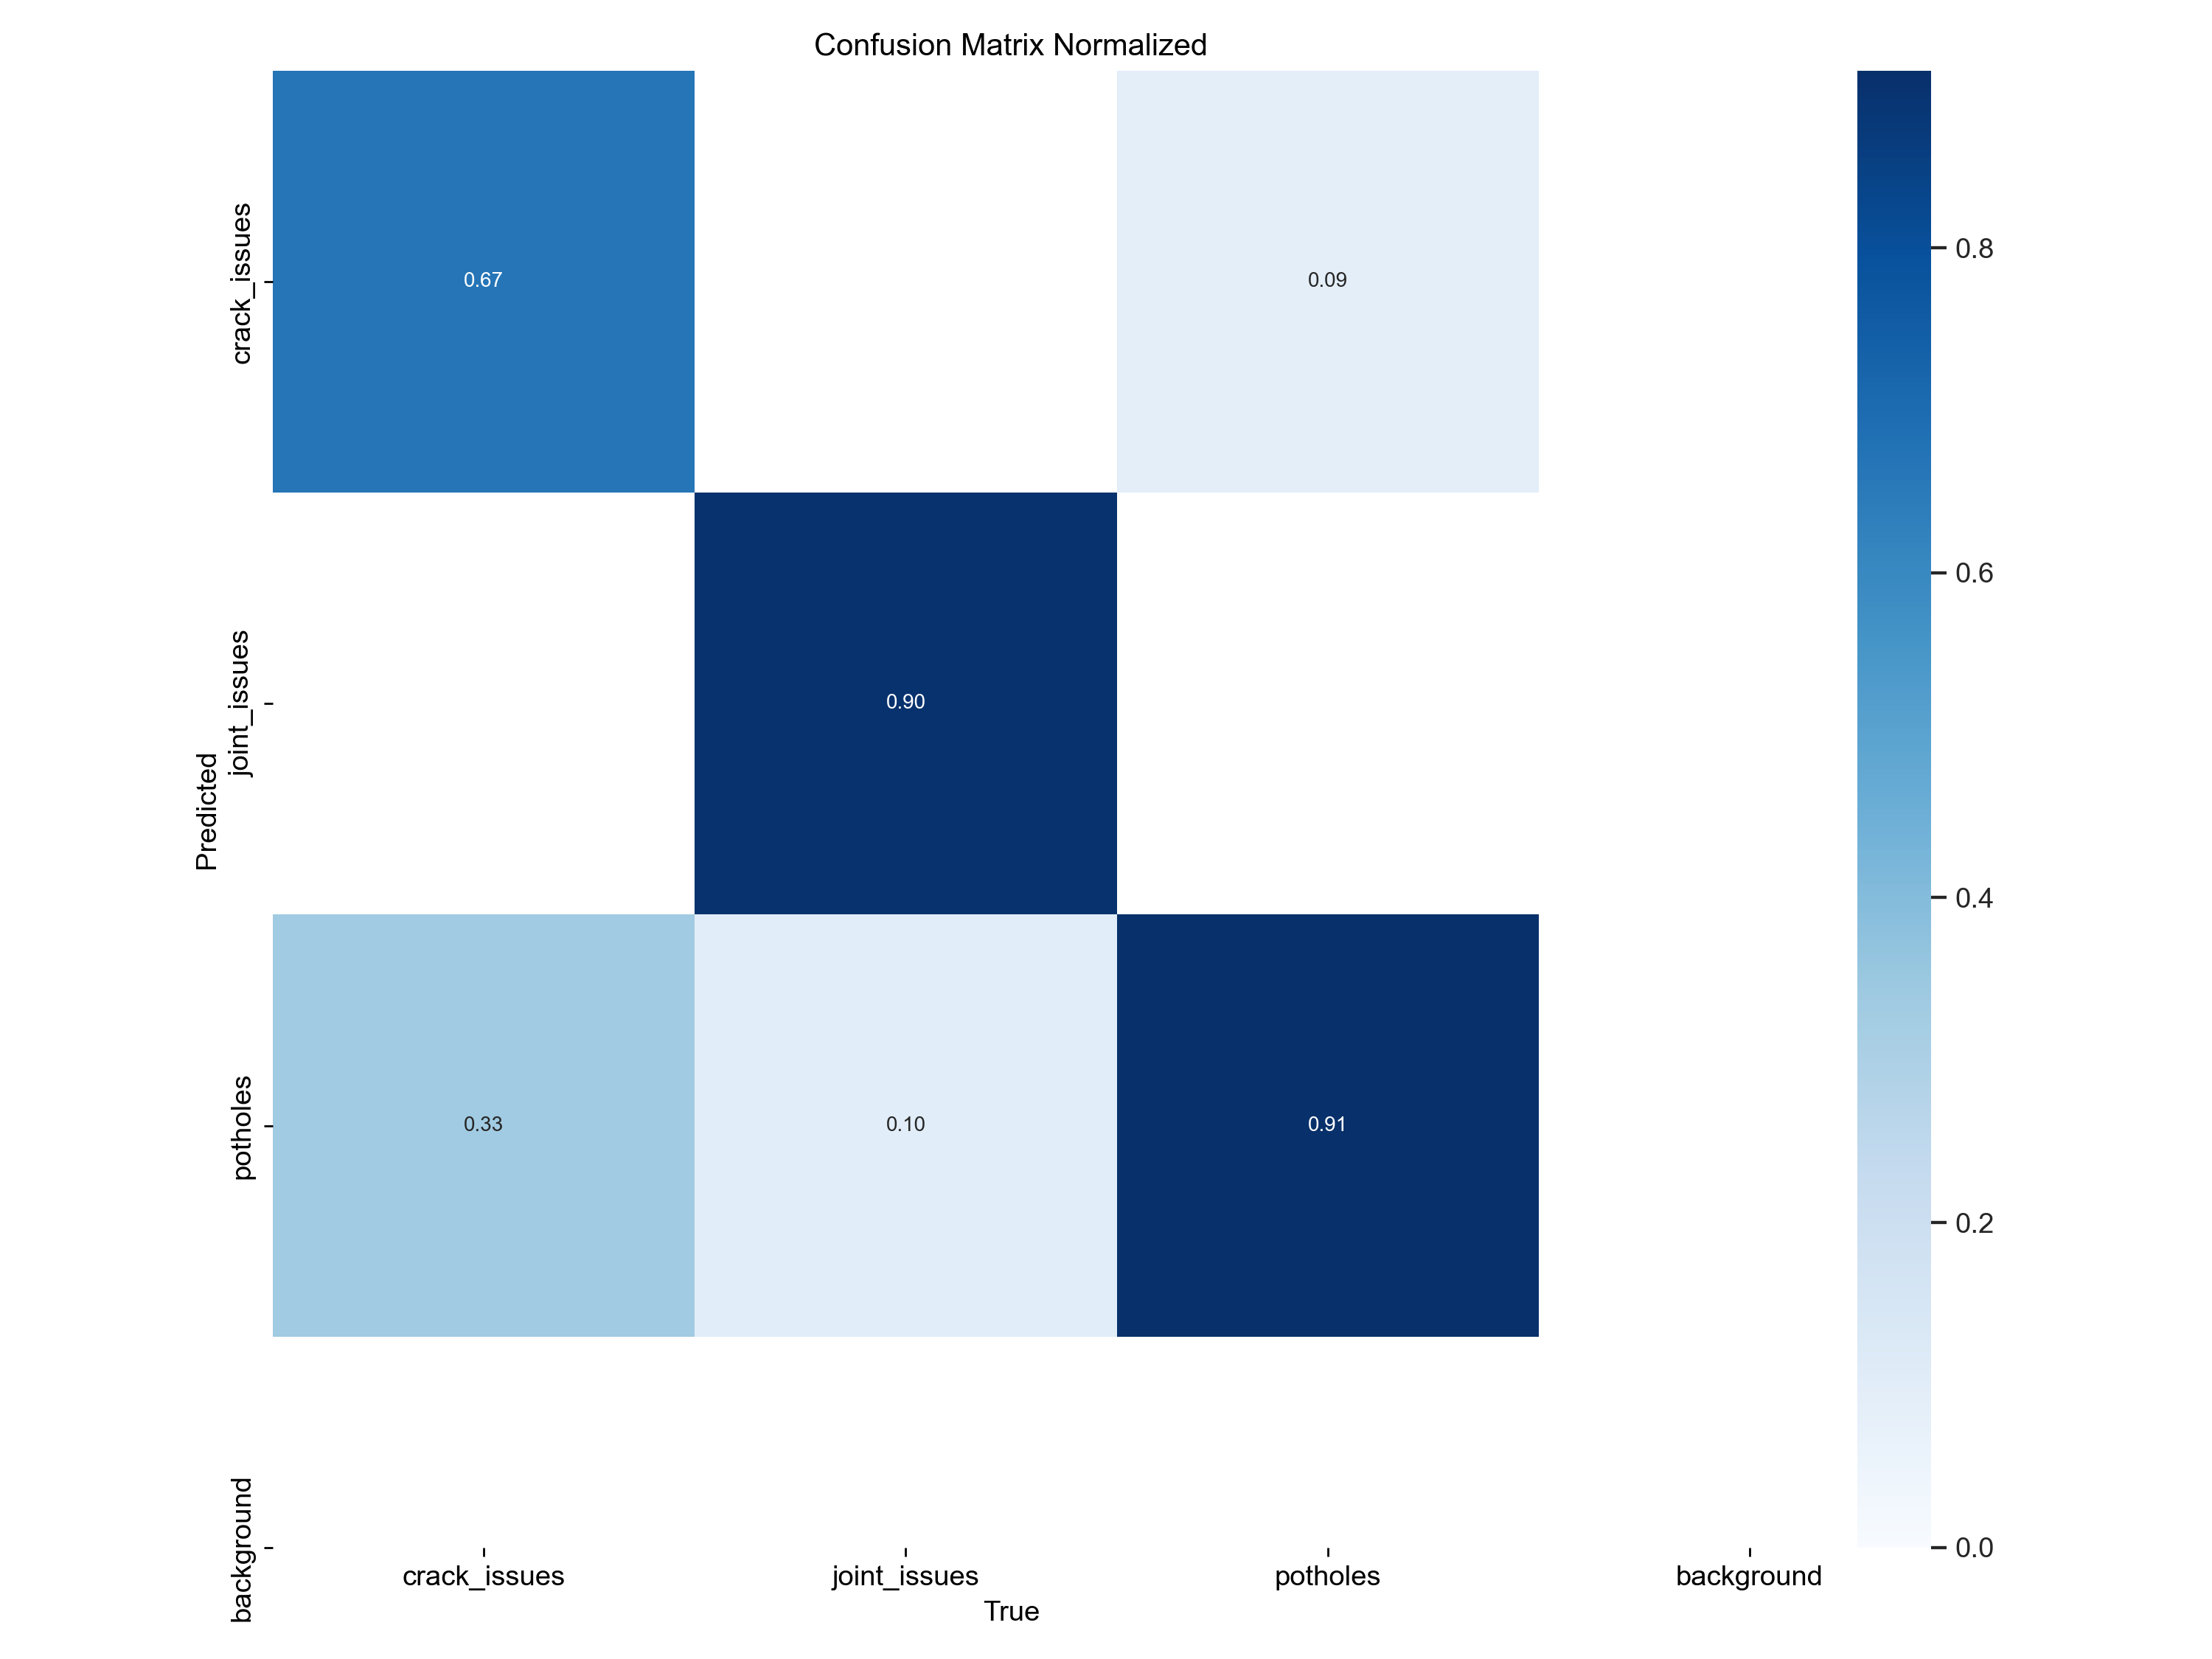 Confusion Matrix Normalized
crack_issues
joint_issues
potholes
background
Predicted
0.67
0.09
0.90
0.33
0.10
0.91
crack_issues
joint_issues
potholes
background
True
0.8
0.6
0.4
0.2
0.0